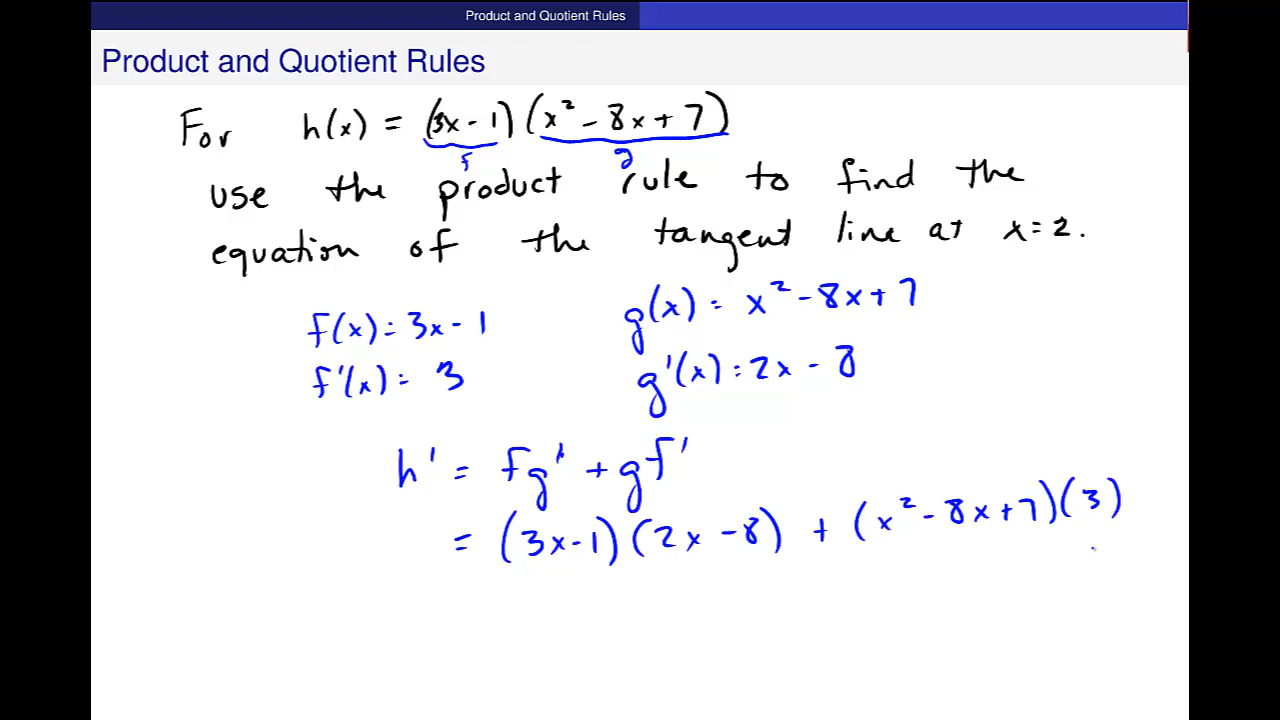 Product and Quotient Rules
Product and Quotient Rules
For h(x) = (3x - 1)(x² - 8x + 7)
f g
use the product rule to find the
equation of the tangent line at x=2.
f(x) = 3x - 1 g(x) = x² - 8x + 7
f'(x) = 3 g'(x) = 2x - 8
h' = fg' + gf'
= (3x-1)(2x-8) + (x² - 8x + 7)(3)